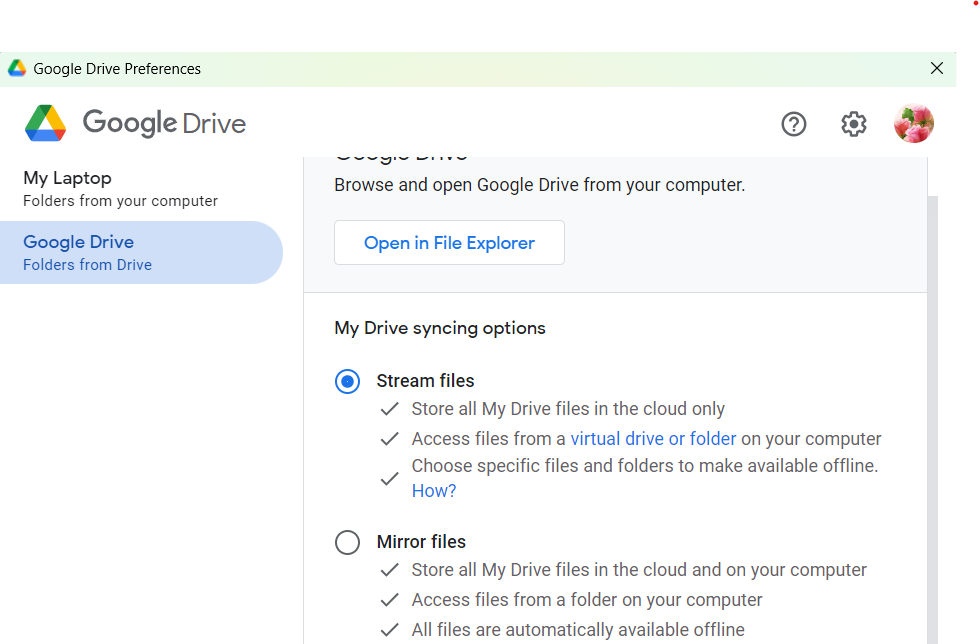 Google Drive Preferences
Google Drive
My Laptop
Folders from your computer
Google Drive
Folders from Drive
Google Drive
Browse and open Google Drive from your computer.
Open in File Explorer
My Drive syncing options
Stream files
Store all My Drive files in the cloud only
Access files from a virtual drive or folder on your computer
Choose specific files and folders to make available offline.
How?
Mirror files
Store all My Drive files in the cloud and on your computer
Access files from a folder on your computer
All files are automatically available offline